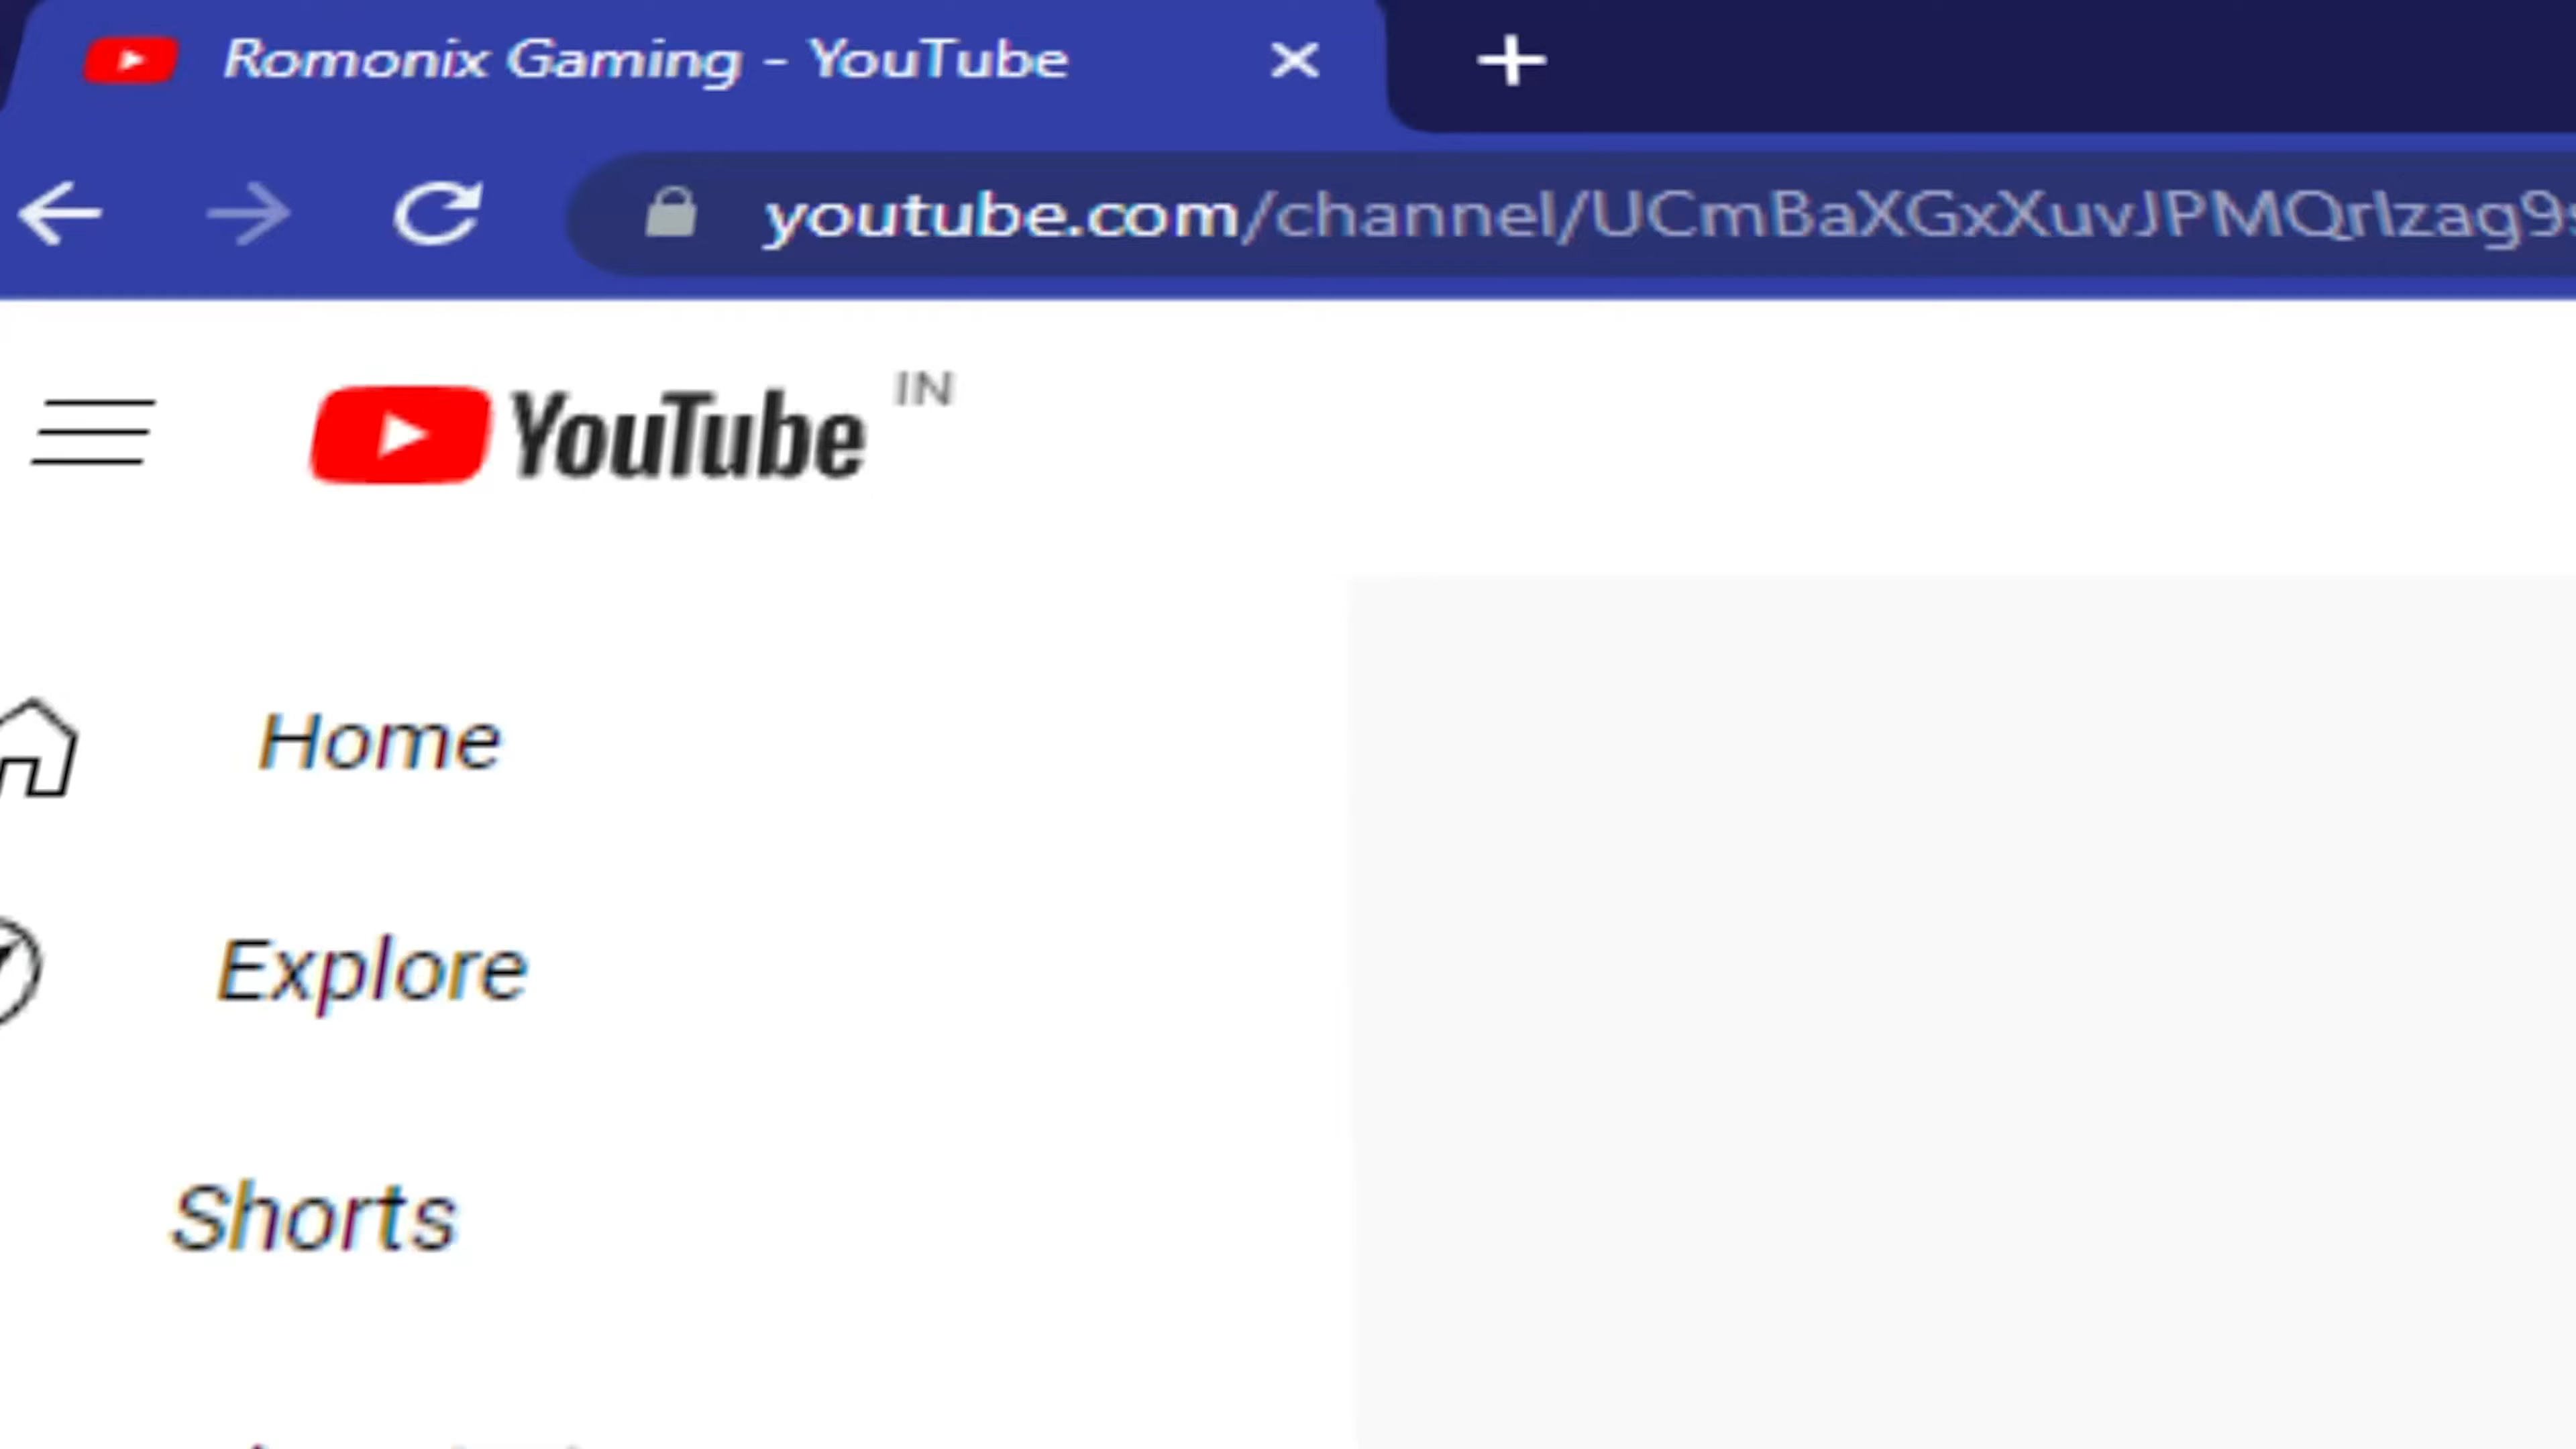 Romonix Gaming - YouTube
youtube.com/channel/UCmBaXGxXuvJPMQrlzag9
YouTube IN
Home
Explore
Shorts